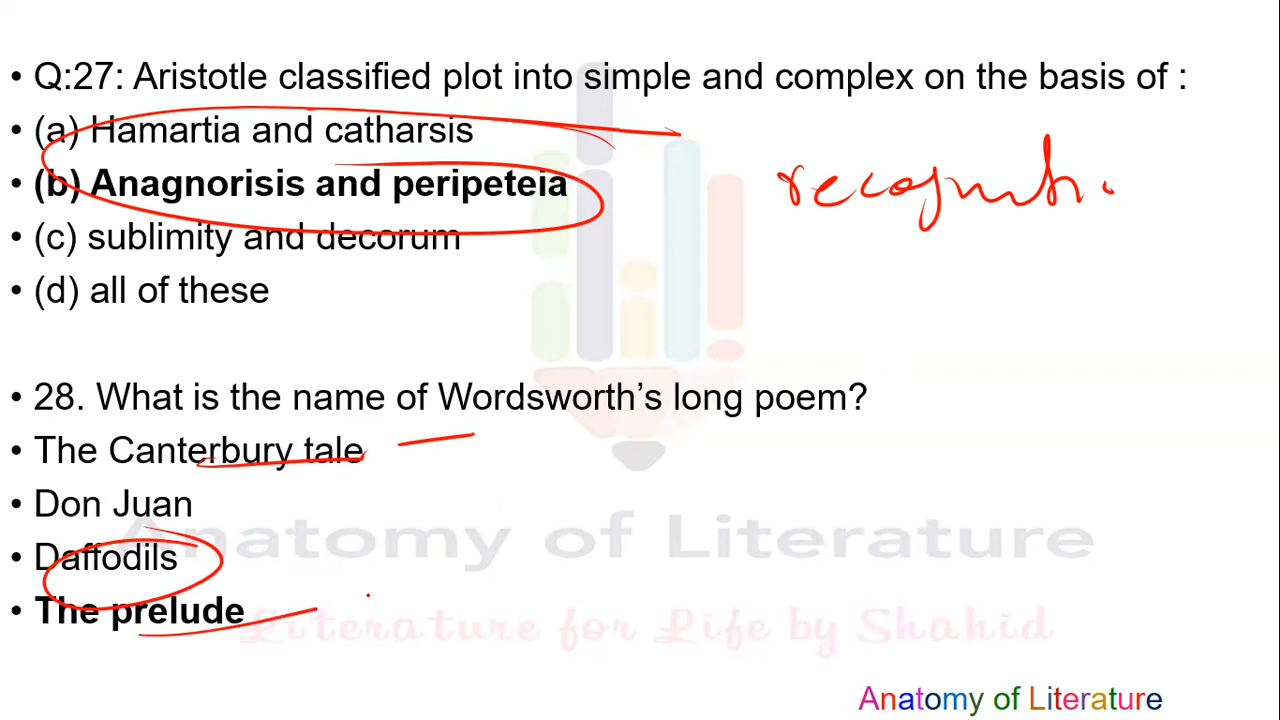 • Q:27: Aristotle classified plot into simple and complex on the basis of :
• (a) Hamartia and catharsis
• (b) Anagnorisis and peripeteia
recogniti
• (c) sublimity and decorum
• (d) all of these
• 28. What is the name of Wordsworth’s long poem?
• The Canterbury tale
• Don Juan
Anatomy of Literature
• Daffodils
• The prelude
Literature for Life by Shahid
Anatomy of Literature